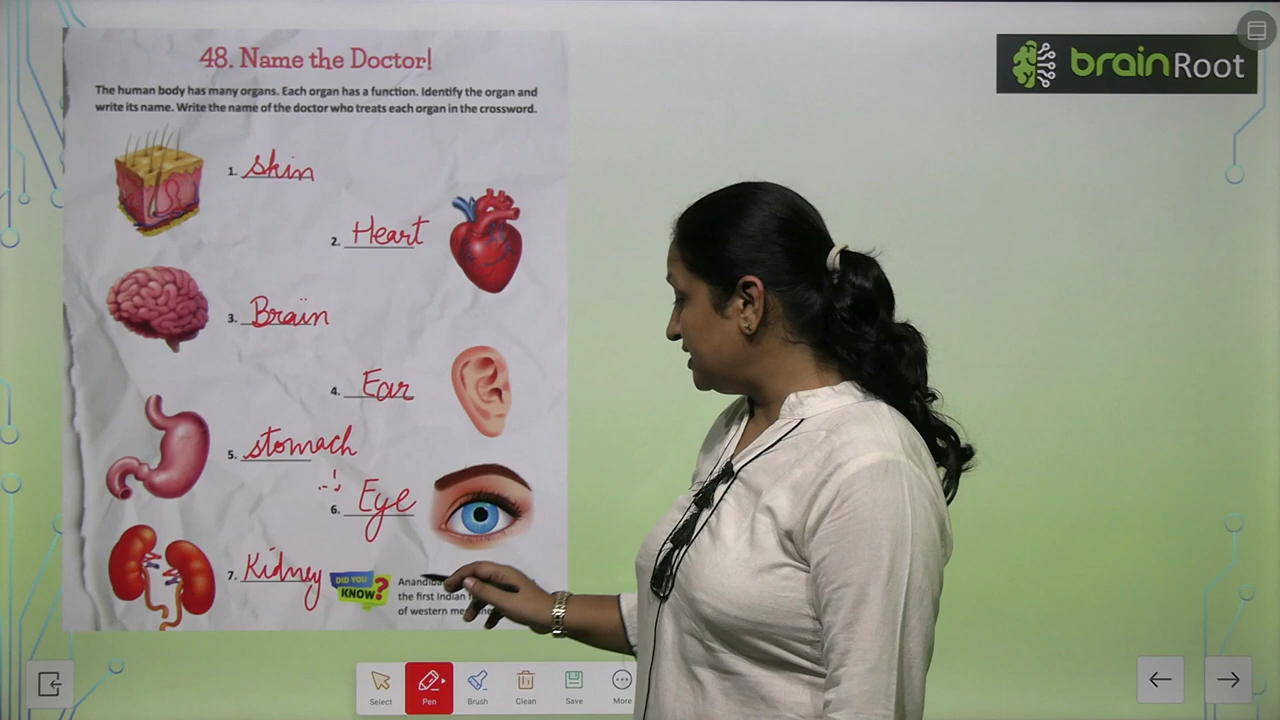 48. Name the Doctor!
The human body has many organs. Each organ has a function. Identify the organ and
write its name. Write the name of the doctor who treats each organ in the crossword.
1. Skin
2. Heart
3. Brain
4. Ear
5. stomach
6. Eye
7. Kidney
DID YOU
KNOW?
the first Indian
of western
brainRoot
Select
Pen
Brush
Clean
Save
More